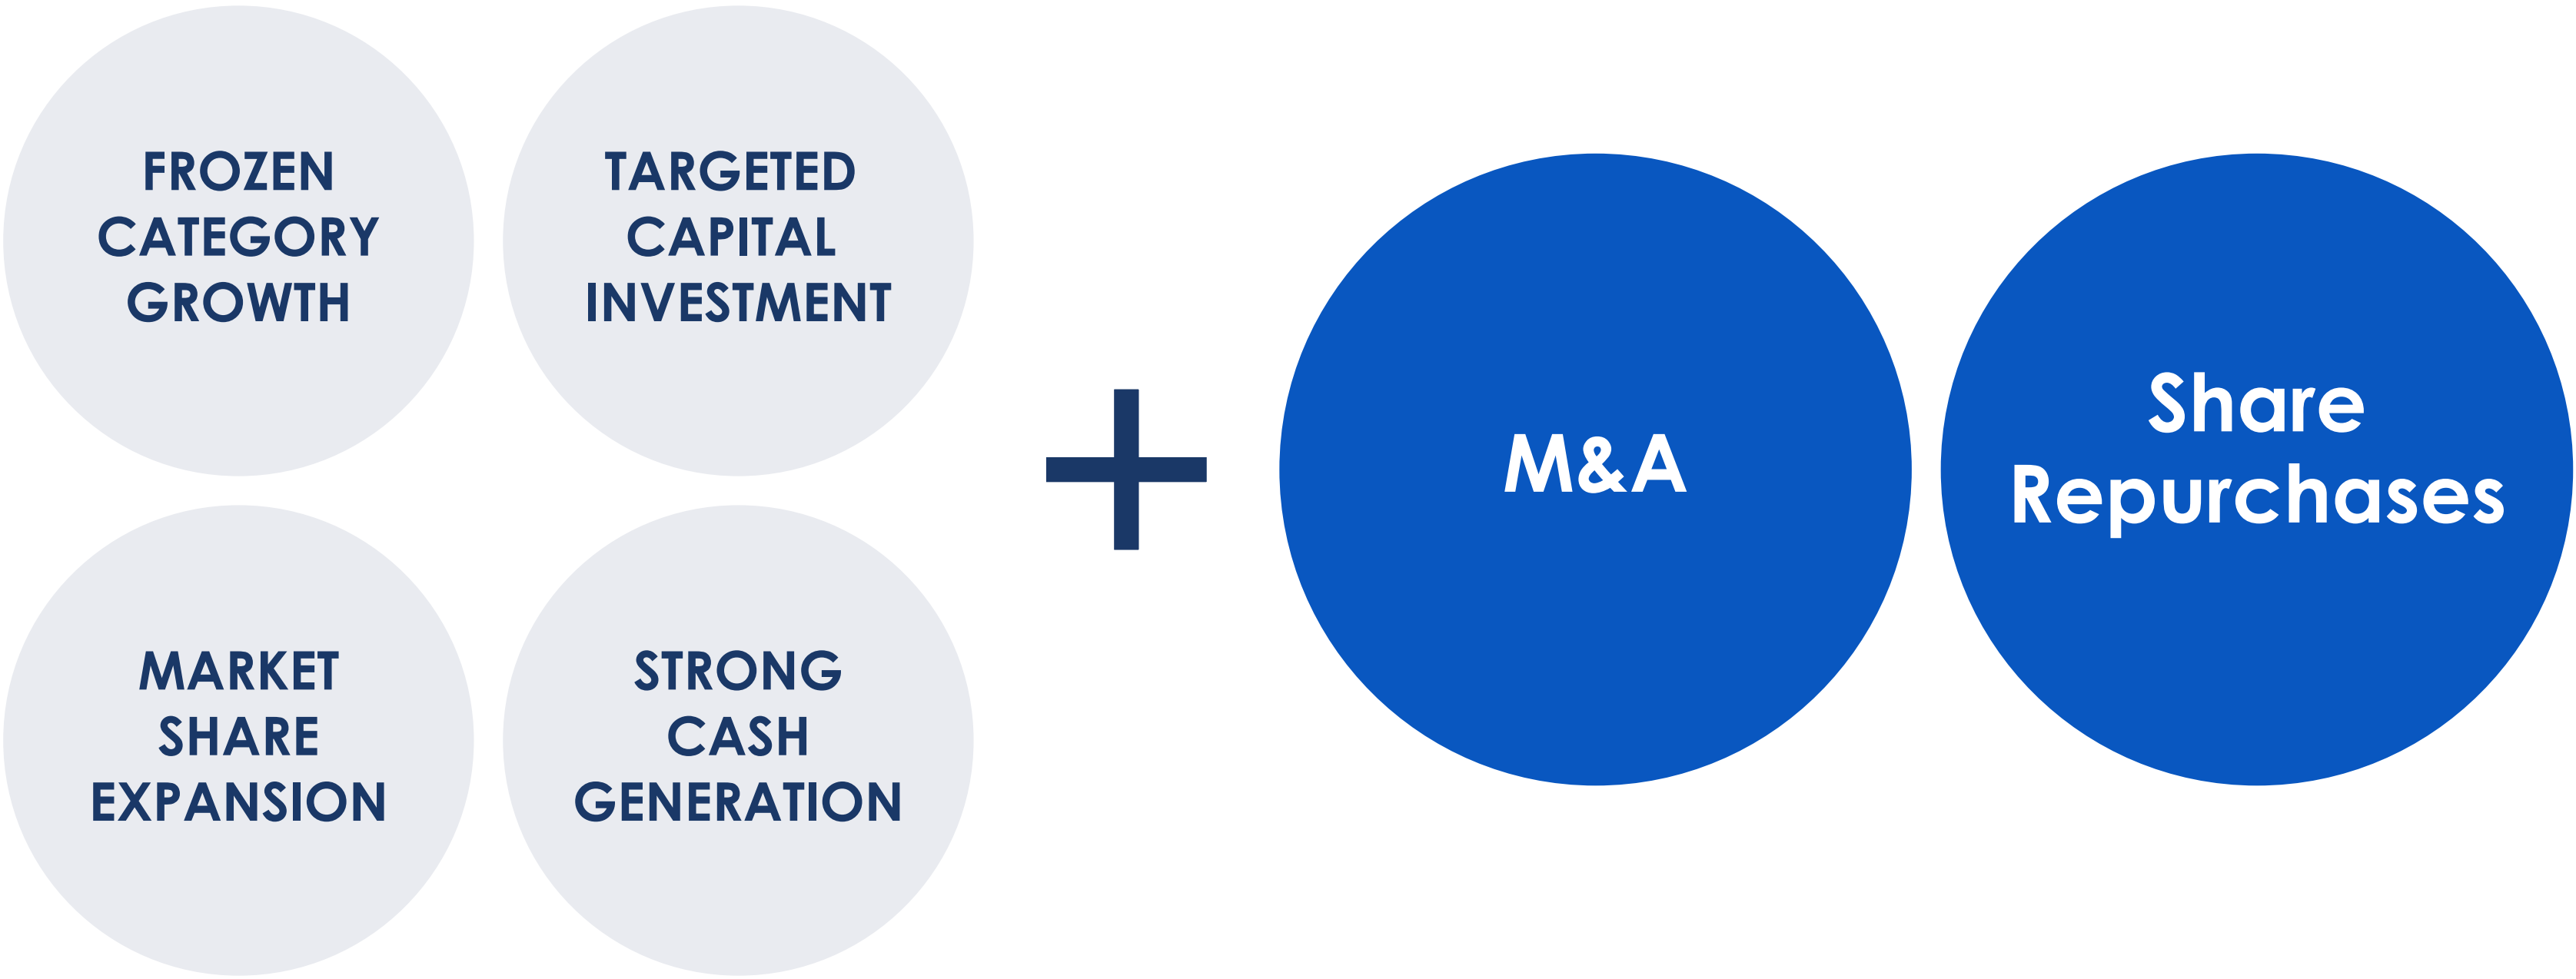 FROZEN
CATEGORY
GROWTH
TARGETED
CAPITAL
INVESTMENT
MARKET
SHARE
EXPANSION
STRONG
CASH
GENERATION
+
M&A
Share
Repurchases